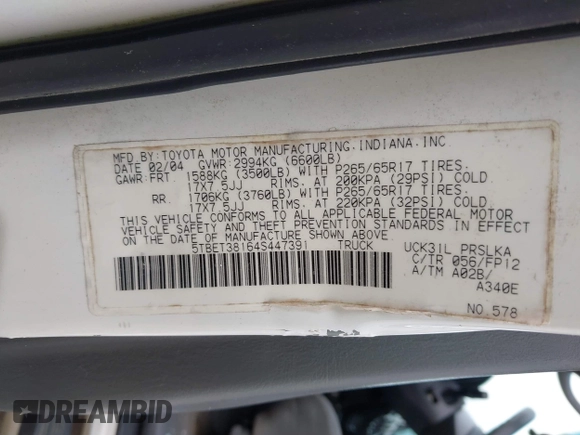 MFD.BY:TOYOTA MOTOR MANUFACTURING,INDIANA,INC.
DATE 02/04 GVWR 2994KG (6600LB)
GAWR:FRT 1588KG (3500LB) WITH P265/65R17 TIRES.
17X7.5JJ RIMS. AT 200KPA (29PSI) COLD.
RR 1706KG (3760LB) WITH P265/65R17 TIRES.
17X7.5JJ RIMS. AT 220KPA (32PSI) COLD.
THIS VEHICLE CONFORMS TO ALL APPLICABLE FEDERAL MOTOR
VEHICLE SAFETY AND THEFT PREVENTION STANDARDS IN EFFECT
ON THE DATE OF MANUFACTURE SHOWN ABOVE.
5TBET38164S447391 TRUCK
UCK31L PRSLKA
C/TR 056/FP12
A/TM A02B/
A340E
NO.578
DREAMBID